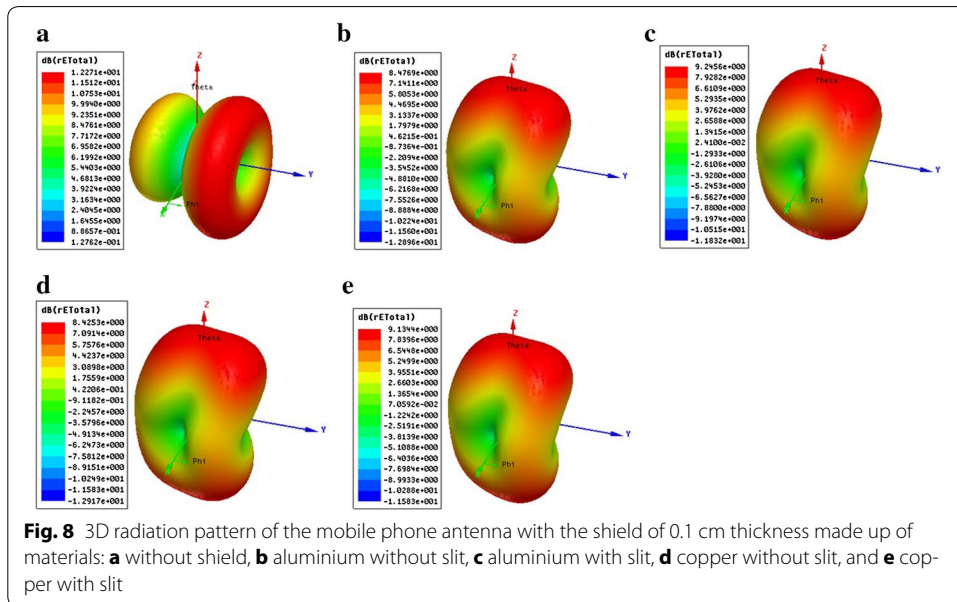 a
dB(rETotal)
1.2271e+001
1.1512e+001
1.0753e+001
9.9940e+000
9.2351e+000
8.4761e+000
7.7172e+000
6.9582e+000
6.1992e+000
5.4403e+000
4.6813e+000
3.9224e+000
3.1634e+000
2.4045e+000
1.6455e+000
8.8657e-001
1.2762e-001
Z
Theta
Y
Phi
b
dB(rETotal)
8.4769e+000
7.1411e+000
5.8053e+000
4.4695e+000
3.1337e+000
1.7979e+000
4.6215e-001
-8.7364e-001
-2.2094e+000
-3.5452e+000
-4.8810e+000
-6.2168e+000
-7.5526e+000
-8.8884e+000
-1.0224e+001
-1.1560e+001
-1.2896e+001
Z
Theta
Y
Phi
c
dB(rETotal)
9.2456e+000
7.9282e+000
6.6109e+000
5.2935e+000
3.9762e+000
2.6588e+000
1.3415e+000
2.4100e-002
-1.2933e+000
-2.6106e+000
-3.9280e+000
-5.2453e+000
-6.5627e+000
-7.8800e+000
-9.1974e+000
-1.0515e+001
-1.1832e+001
Z
Theta
Y
Phi
d
dB(rETotal)
8.4253e+000
7.0914e+000
5.7576e+000
4.4237e+000
3.0898e+000
1.7559e+000
4.2206e-001
-9.1182e-001
-2.2457e+000
-3.5796e+000
-4.9134e+000
-6.2473e+000
-7.5812e+000
-8.9151e+000
-1.0249e+001
-1.1583e+001
-1.2917e+001
Z
Theta
Y
Phi
e
dB(rETotal)
9.1344e+000
7.8396e+000
6.5448e+000
5.2499e+000
3.9551e+000
2.6603e+000
1.3654e+000
7.0592e-002
-1.2242e+000
-2.5191e+000
-3.8139e+000
-5.1088e+000
-6.4036e+000
-7.6984e+000
-8.9933e+000
-1.0288e+001
-1.1583e+001
Z
Theta
Y
Phi
Fig. 8 3D radiation pattern of the mobile phone antenna with the shield of 0.1 cm thickness made up of
materials: a without shield, b aluminium without slit, c aluminium with slit, d copper without slit, and e cop-
per with slit